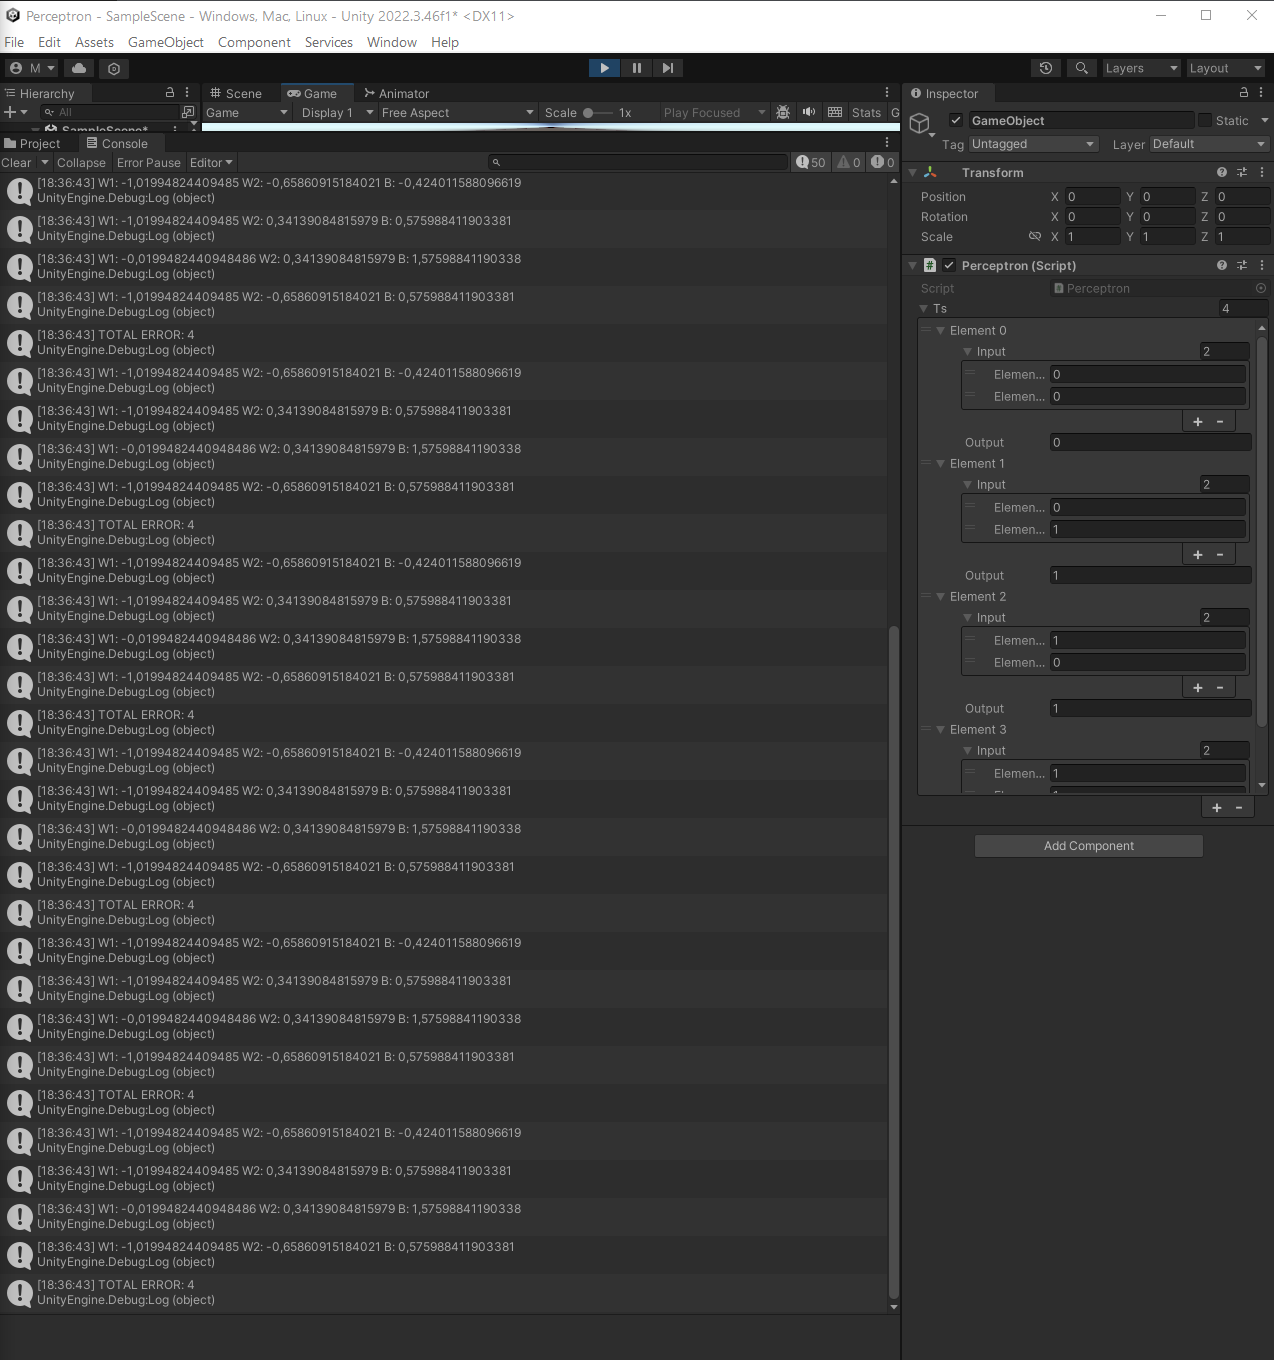 Perceptron - SampleScene - Windows, Mac, Linux - Unity 2022.3.46f1* <DX11>
File Edit Assets GameObject Component Services Window Help
M Layers Layout
Hierarchy Scene Game Animator
All Game Display 1 Free Aspect Scale 1x Play Focused Stats G
SampleScene*
Project Console
Clear Collapse Error Pause Editor 50 0 0
[18:36:43] W1: -1,01994824409485 W2: -0,65860915184021 B: -0,424011588096619
UnityEngine.Debug:Log (object)
[18:36:43] W1: -1,01994824409485 W2: 0,34139084815979 B: 0,575988411903381
UnityEngine.Debug:Log (object)
[18:36:43] W1: -0,0199482440948486 W2: 0,34139084815979 B: 1,57598841190338
UnityEngine.Debug:Log (object)
[18:36:43] W1: -1,01994824409485 W2: -0,65860915184021 B: 0,575988411903381
UnityEngine.Debug:Log (object)
[18:36:43] TOTAL ERROR: 4
UnityEngine.Debug:Log (object)
[18:36:43] W1: -1,01994824409485 W2: -0,65860915184021 B: -0,424011588096619
UnityEngine.Debug:Log (object)
[18:36:43] W1: -1,01994824409485 W2: 0,34139084815979 B: 0,575988411903381
UnityEngine.Debug:Log (object)
[18:36:43] W1: -0,0199482440948486 W2: 0,34139084815979 B: 1,57598841190338
UnityEngine.Debug:Log (object)
[18:36:43] W1: -1,01994824409485 W2: -0,65860915184021 B: 0,575988411903381
UnityEngine.Debug:Log (object)
[18:36:43] TOTAL ERROR: 4
UnityEngine.Debug:Log (object)
[18:36:43] W1: -1,01994824409485 W2: -0,65860915184021 B: -0,424011588096619
UnityEngine.Debug:Log (object)
[18:36:43] W1: -1,01994824409485 W2: 0,34139084815979 B: 0,575988411903381
UnityEngine.Debug:Log (object)
[18:36:43] W1: -0,0199482440948486 W2: 0,34139084815979 B: 1,57598841190338
UnityEngine.Debug:Log (object)
[18:36:43] W1: -1,01994824409485 W2: -0,65860915184021 B: 0,575988411903381
UnityEngine.Debug:Log (object)
[18:36:43] TOTAL ERROR: 4
UnityEngine.Debug:Log (object)
[18:36:43] W1: -1,01994824409485 W2: -0,65860915184021 B: -0,424011588096619
UnityEngine.Debug:Log (object)
[18:36:43] W1: -1,01994824409485 W2: 0,34139084815979 B: 0,575988411903381
UnityEngine.Debug:Log (object)
[18:36:43] W1: -0,0199482440948486 W2: 0,34139084815979 B: 1,57598841190338
UnityEngine.Debug:Log (object)
[18:36:43] W1: -1,01994824409485 W2: -0,65860915184021 B: 0,575988411903381
UnityEngine.Debug:Log (object)
[18:36:43] TOTAL ERROR: 4
UnityEngine.Debug:Log (object)
[18:36:43] W1: -1,01994824409485 W2: -0,65860915184021 B: -0,424011588096619
UnityEngine.Debug:Log (object)
[18:36:43] W1: -1,01994824409485 W2: 0,34139084815979 B: 0,575988411903381
UnityEngine.Debug:Log (object)
[18:36:43] W1: -0,0199482440948486 W2: 0,34139084815979 B: 1,57598841190338
UnityEngine.Debug:Log (object)
[18:36:43] W1: -1,01994824409485 W2: -0,65860915184021 B: 0,575988411903381
UnityEngine.Debug:Log (object)
[18:36:43] TOTAL ERROR: 4
UnityEngine.Debug:Log (object)
[18:36:43] W1: -1,01994824409485 W2: -0,65860915184021 B: -0,424011588096619
UnityEngine.Debug:Log (object)
[18:36:43] W1: -1,01994824409485 W2: 0,34139084815979 B: 0,575988411903381
UnityEngine.Debug:Log (object)
[18:36:43] W1: -0,0199482440948486 W2: 0,34139084815979 B: 1,57598841190338
UnityEngine.Debug:Log (object)
[18:36:43] W1: -1,01994824409485 W2: -0,65860915184021 B: 0,575988411903381
UnityEngine.Debug:Log (object)
[18:36:43] TOTAL ERROR: 4
UnityEngine.Debug:Log (object)
Inspector
GameObject Static
Tag Untagged Layer Default
Transform
Position X 0 Y 0 Z 0
Rotation X 0 Y 0 Z 0
Scale X 1 Y 1 Z 1
# Perceptron (Script)
Script Perceptron
Ts 4
Element 0
Input 2
Elemen... 0
Elemen... 0
+ -
Output 0
Element 1
Input 2
Elemen... 0
Elemen... 1
+ -
Output 1
Element 2
Input 2
Elemen... 1
Elemen... 0
+ -
Output 1
Element 3
Input 2
Elemen... 1
+ -
Add Component